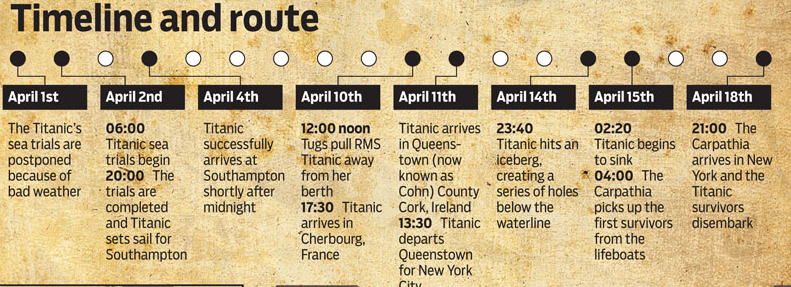 Timeline and route
April 1st
The Titanic's
sea trials are
postponed
because of
bad weather
April 2nd
06:00
Titanic sea
trials begin
20:00 The
trials are
completed
and Titanic
sets sail for
Southampton
April 4th
Titanic
successfully
arrives at
Southampton
shortly after
midnight
April 10th
12:00 noon
Tugs pull RMS
Titanic away
from her
berth
17:30 Titanic
arrives in
Cherbourg,
France
April 11th
Titanic arrives
in Queens-
town (now
known as
Cohn) County
Cork, Ireland
13:30 Titanic
departs
Queenstown
for New York
City
April 14th
23:40
Titanic hits an
iceberg,
creating a
series of holes
below the
waterline
April 15th
02:20
Titanic begins
to sink
04:00 The
Carpathia
picks up the
first survivors
from the
lifeboats
April 18th
21:00 The
Carpathia
arrives in New
York and the
Titanic
survivors
disembark